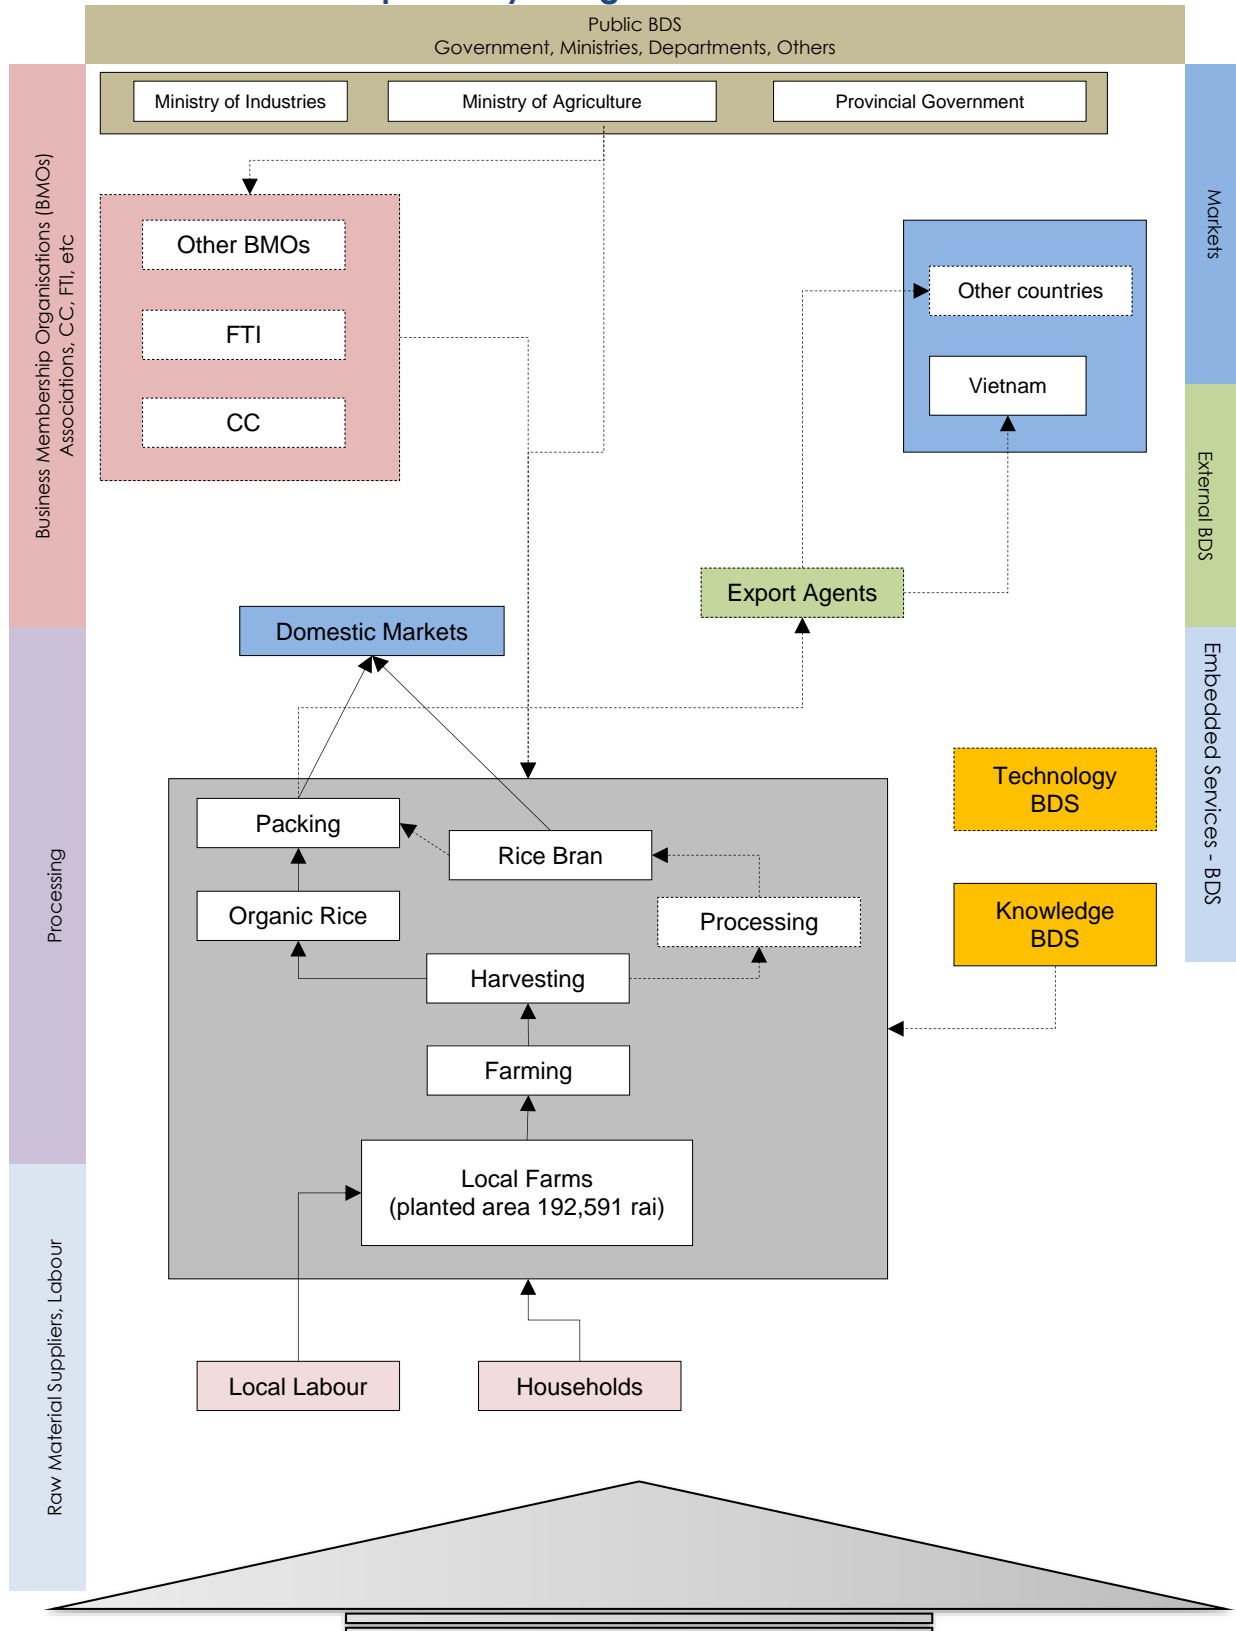 Public BDS
Government, Ministries, Departments, Others
Ministry of Industries
Ministry of Agriculture
Provincial Government
Business Membership Organisations (BMOs)
Associations, CC, FTI, etc
Other BMOs
FTI
CC
Markets
Other countries
Vietnam
External BDS
Export Agents
Domestic Markets
Embedded Services - BDS
Technology
BDS
Packing
Rice Bran
Processing
Organic Rice
Processing
Knowledge
BDS
Harvesting
Farming
Local Farms
(planted area 192,591 rai)
Raw Material Suppliers, Labour
Local Labour
Households